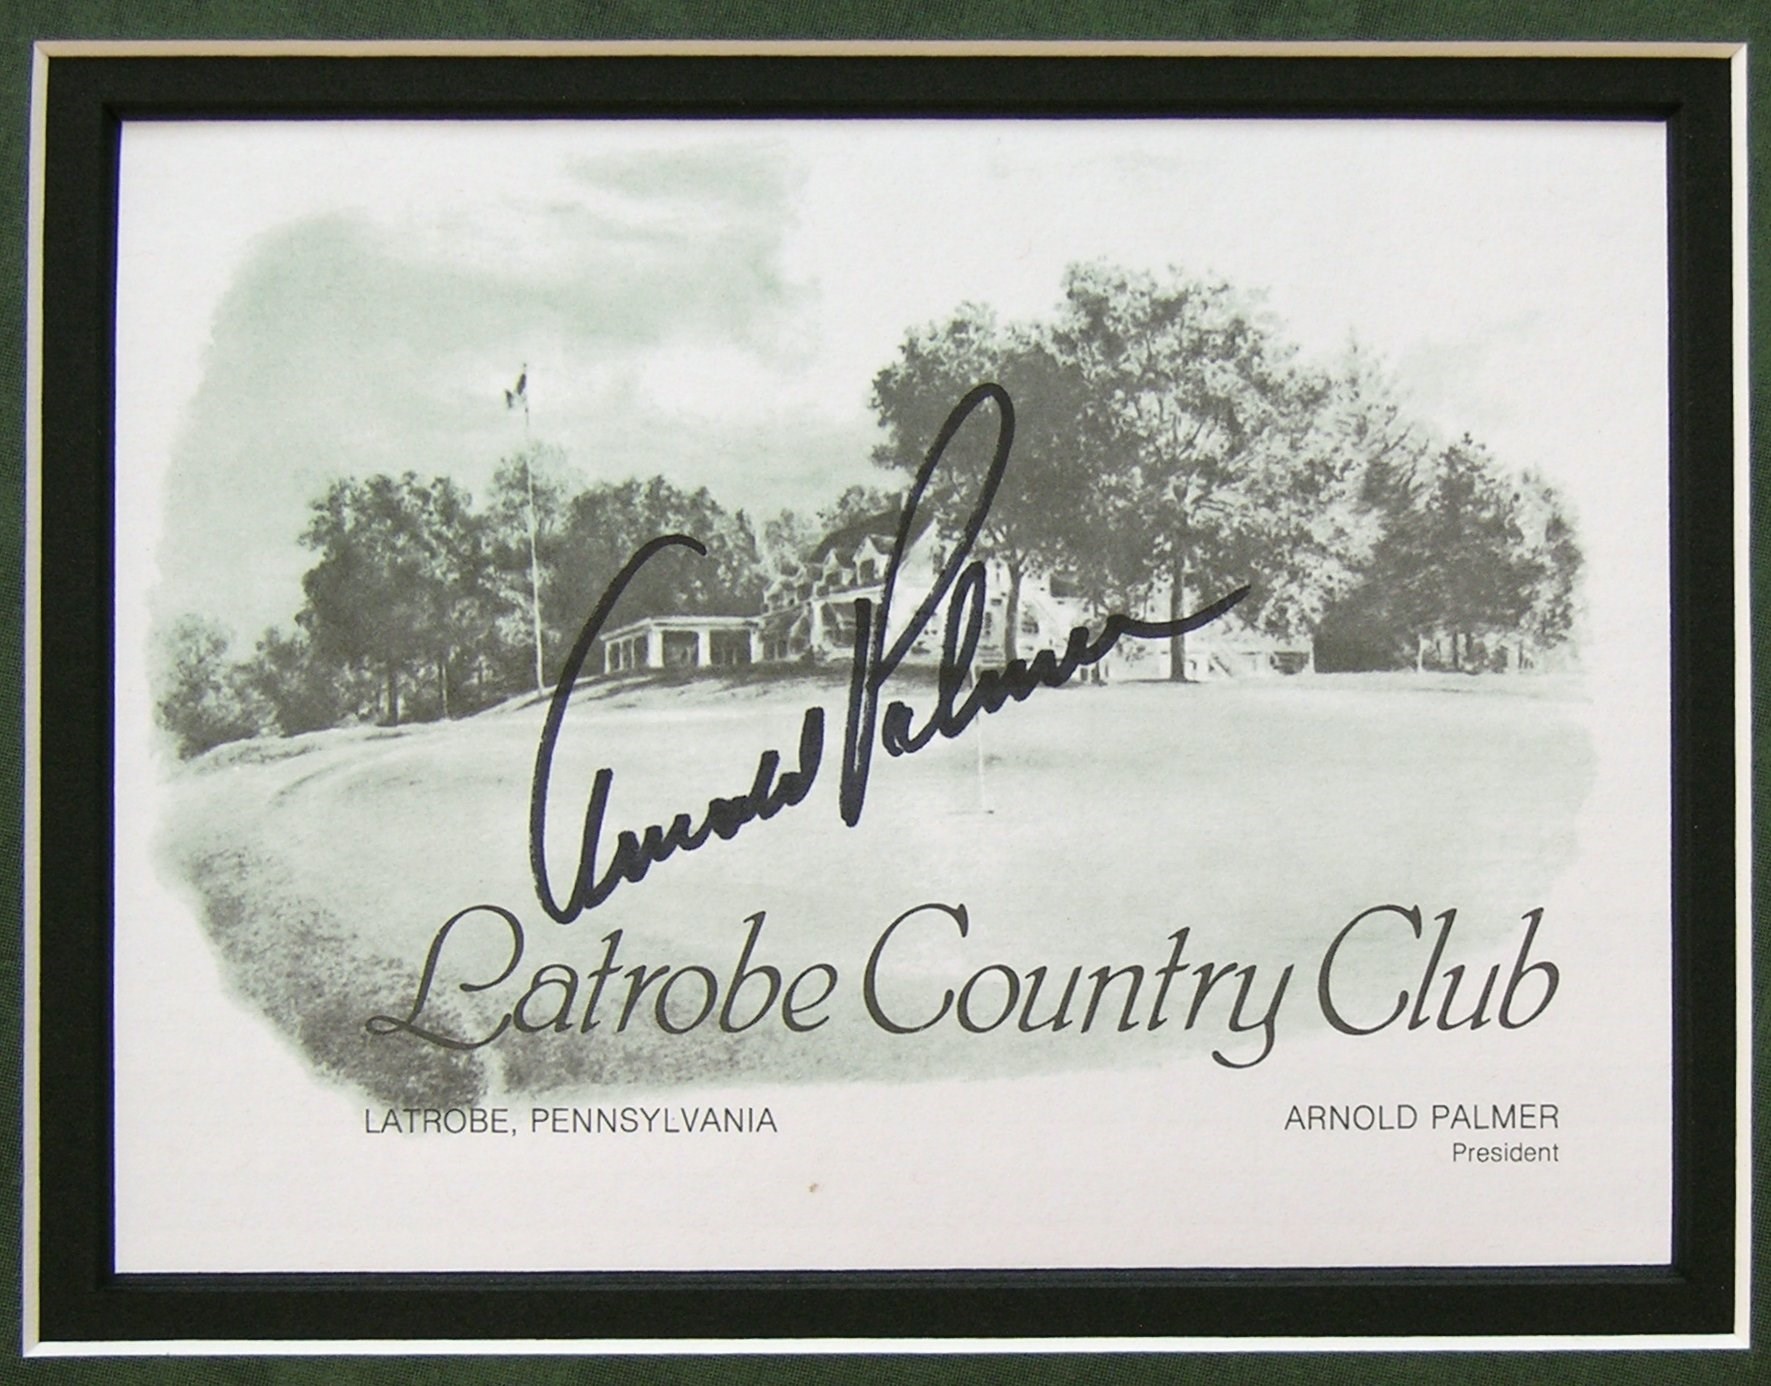 Arnold Palmer
Latrobe Country Club
LATROBE, PENNSYLVANIA
ARNOLD PALMER
President